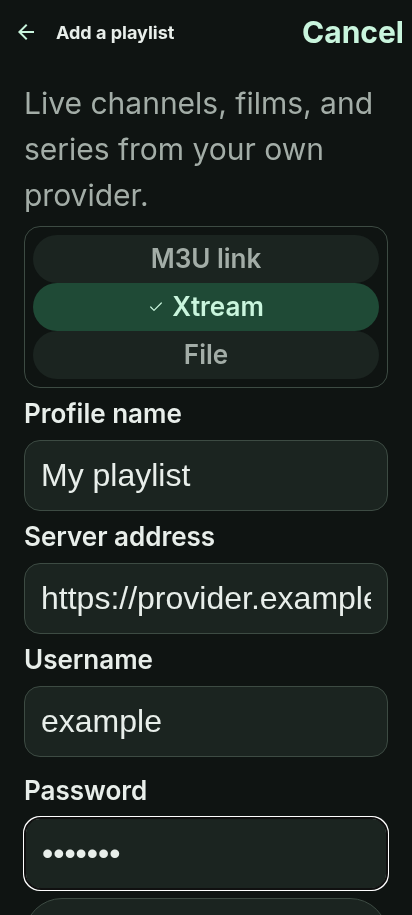 Add a playlist
Cancel
Live channels, films, and
series from your own
provider.
M3U link
Xtream
File
Profile name
My playlist
Server address
https://provider.example
Username
example
Password
•••••••